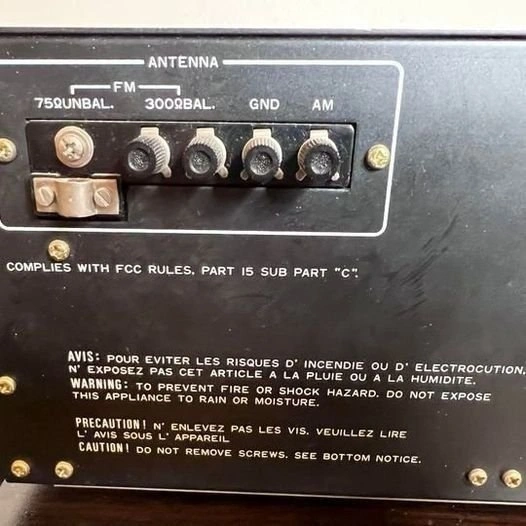 ANTENNA
FM
75ΩUNBAL. 300ΩBAL. GND AM
COMPLIES WITH FCC RULES, PART 15 SUB PART "C".
AVIS: POUR EVITER LES RISQUES D' INCENDIE OU D' ELECTROCUTION,
N' EXPOSEZ PAS CET ARTICLE A LA PLUIE OU A LA HUMIDITE.
WARNING: TO PREVENT FIRE OR SHOCK HAZARD, DO NOT EXPOSE
THIS APPLIANCE TO RAIN OR MOISTURE.
PRECAUTION! N' ENLEVEZ PAS LES VIS. VEUILLEZ LIRE
L' AVIS SOUS L' APPAREIL
CAUTION! DO NOT REMOVE SCREWS. SEE BOTTOM NOTICE.